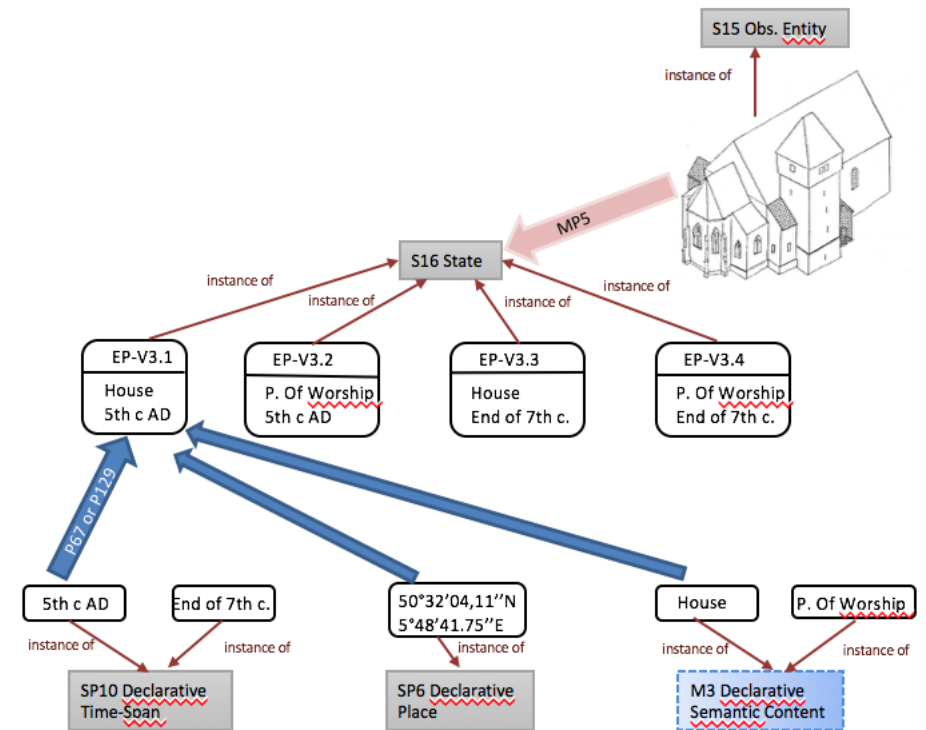 S15 Obs. Entity
instance of
MP5
S16 State
instance of
instance of
instance of
instance of
EP-V3.1
House
5th c AD
EP-V3.2
P. Of Worship
5th c AD
EP-V3.3
House
End of 7th c.
EP-V3.4
P. Of Worship
End of 7th c.
P67 or P129
5th c AD
End of 7th c.
50°32’04,11’’N
5°48’41.75’’E
House
P. Of Worship
instance of
instance of
instance of
instance of
instance of
SP10 Declarative
Time-Span
SP6 Declarative
Place
M3 Declarative
Semantic Content